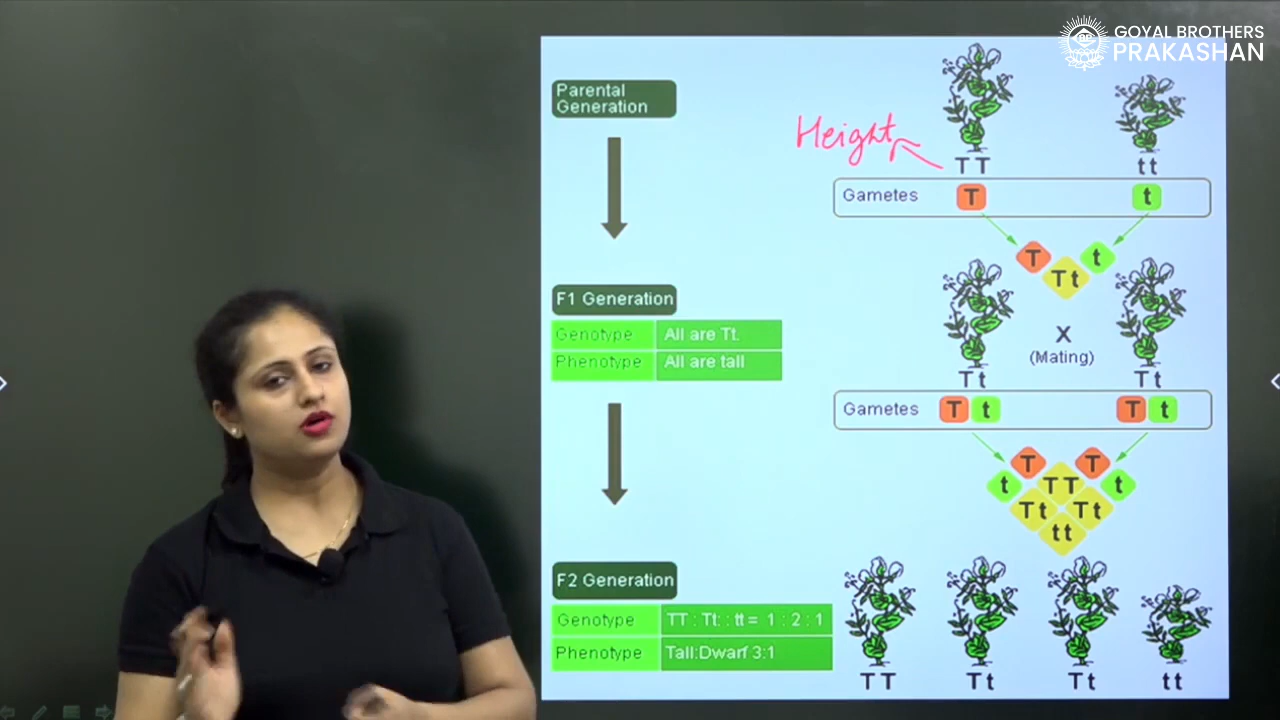 GOYAL BROTHERS
PRAKASHAN
Parental
Generation
Height
TT
tt
Gametes
T
t
T
t
Tt
F1 Generation
Genotype
All are Tt.
Phenotype
All are tall
X
(Mating)
Tt
Tt
Gametes
T t
T t
T
T
t
TT
t
Tt
Tt
tt
F2 Generation
Genotype
TT : Tt: : tt = 1 : 2 : 1
Phenotype
Tall:Dwarf 3:1
TT
Tt
Tt
tt